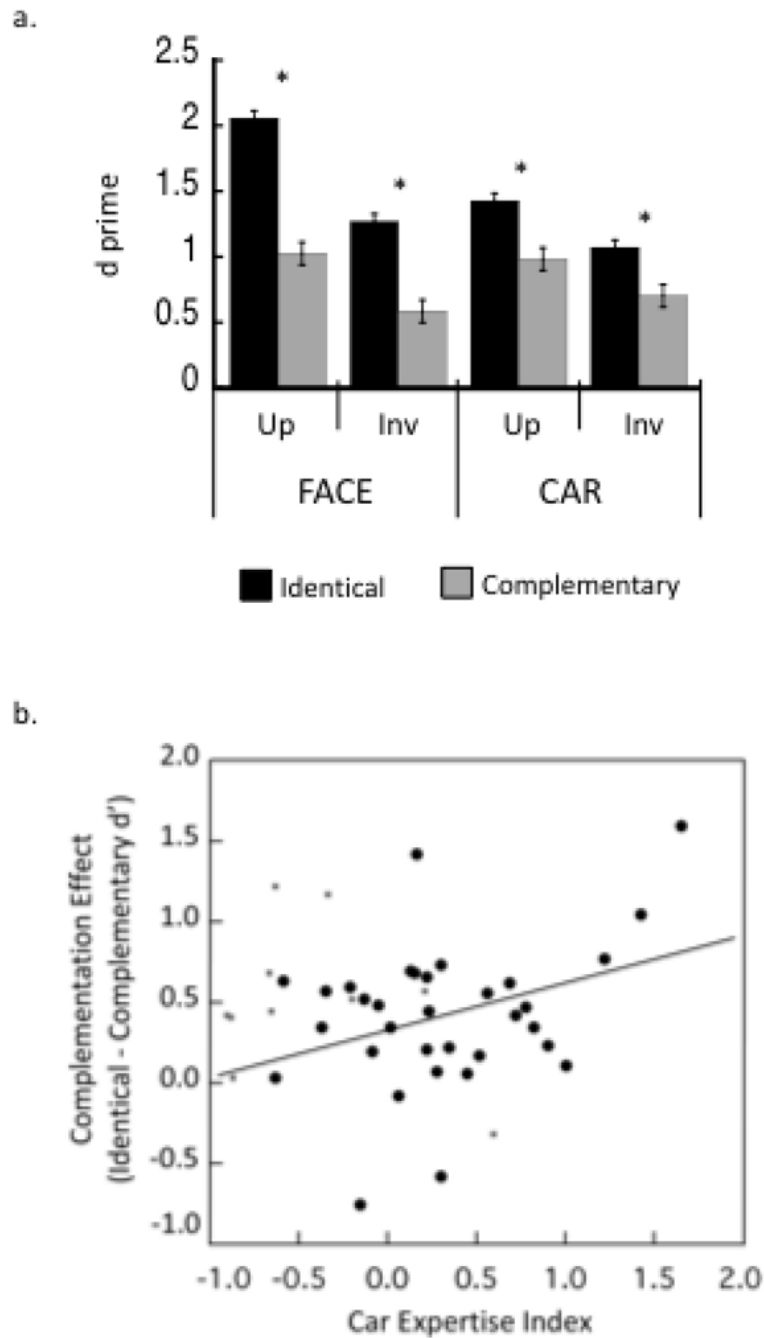 a.
2.5
2
1.5
1
0.5
0
d prime
*
*
*
*
Up Inv Up Inv
FACE CAR
Identical Complementary
b.
2.0
1.5
1.0
0.5
0.0
-0.5
-1.0
Complementation Effect
(Identical - Complementary d')
-1.0 -0.5 0.0 0.5 1.0 1.5 2.0
Car Expertise Index